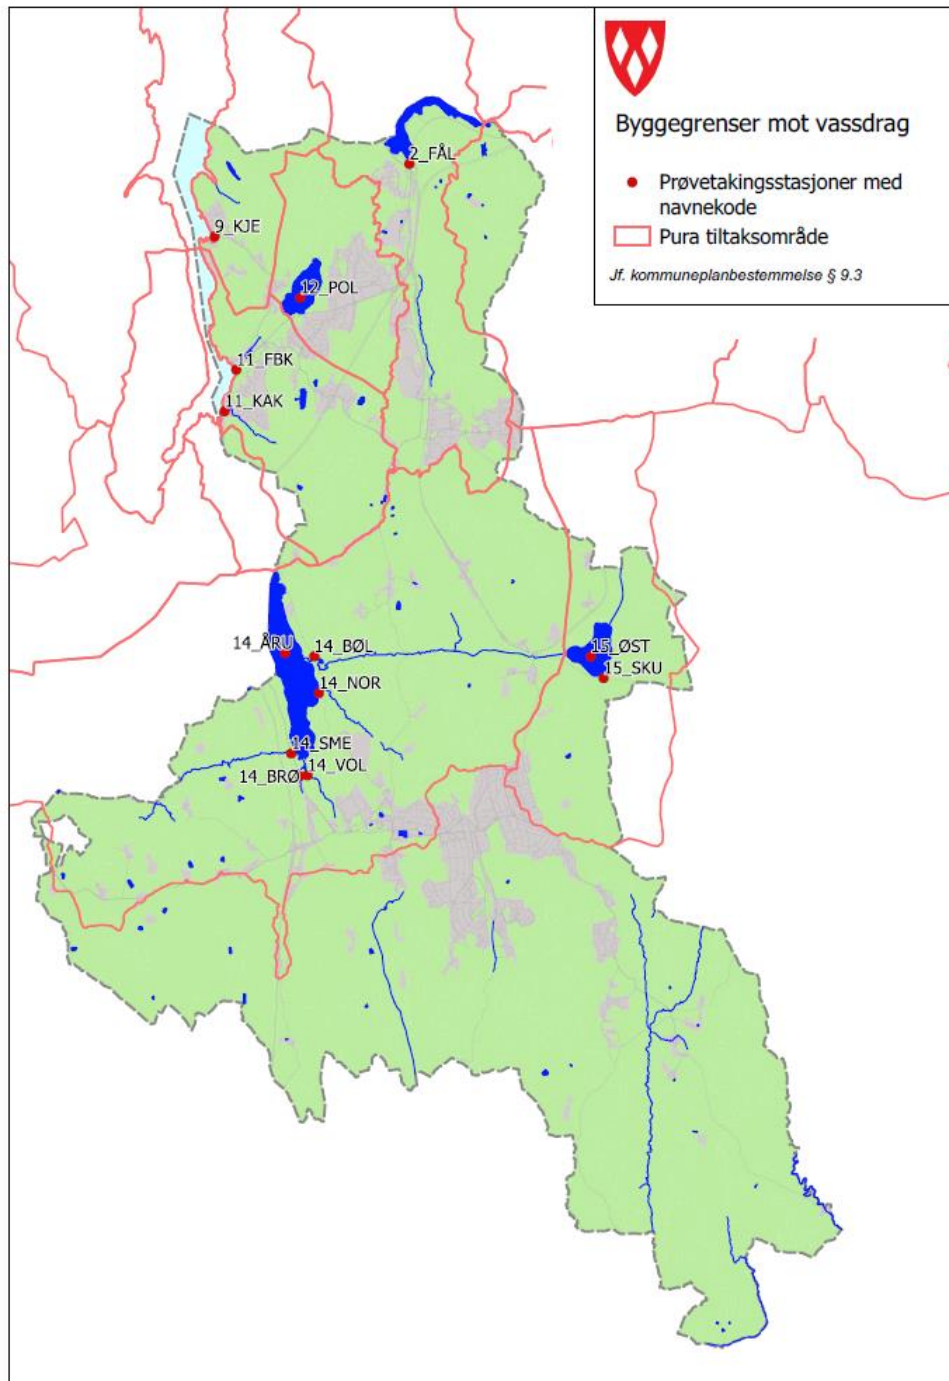 Byggegrenser mot vassdrag
Prøvetakingsstasjoner med
navnekode
Pura tiltaksområde
Jf. kommuneplanbestemmelse § 9.3
2_FÅL
9_KJE
12_POL
11_FBK
11_KAK
14_ÅRU
14_BØL
15_ØST
15_SKU
14_NOR
14_SME
14_BRØ
14_VOL